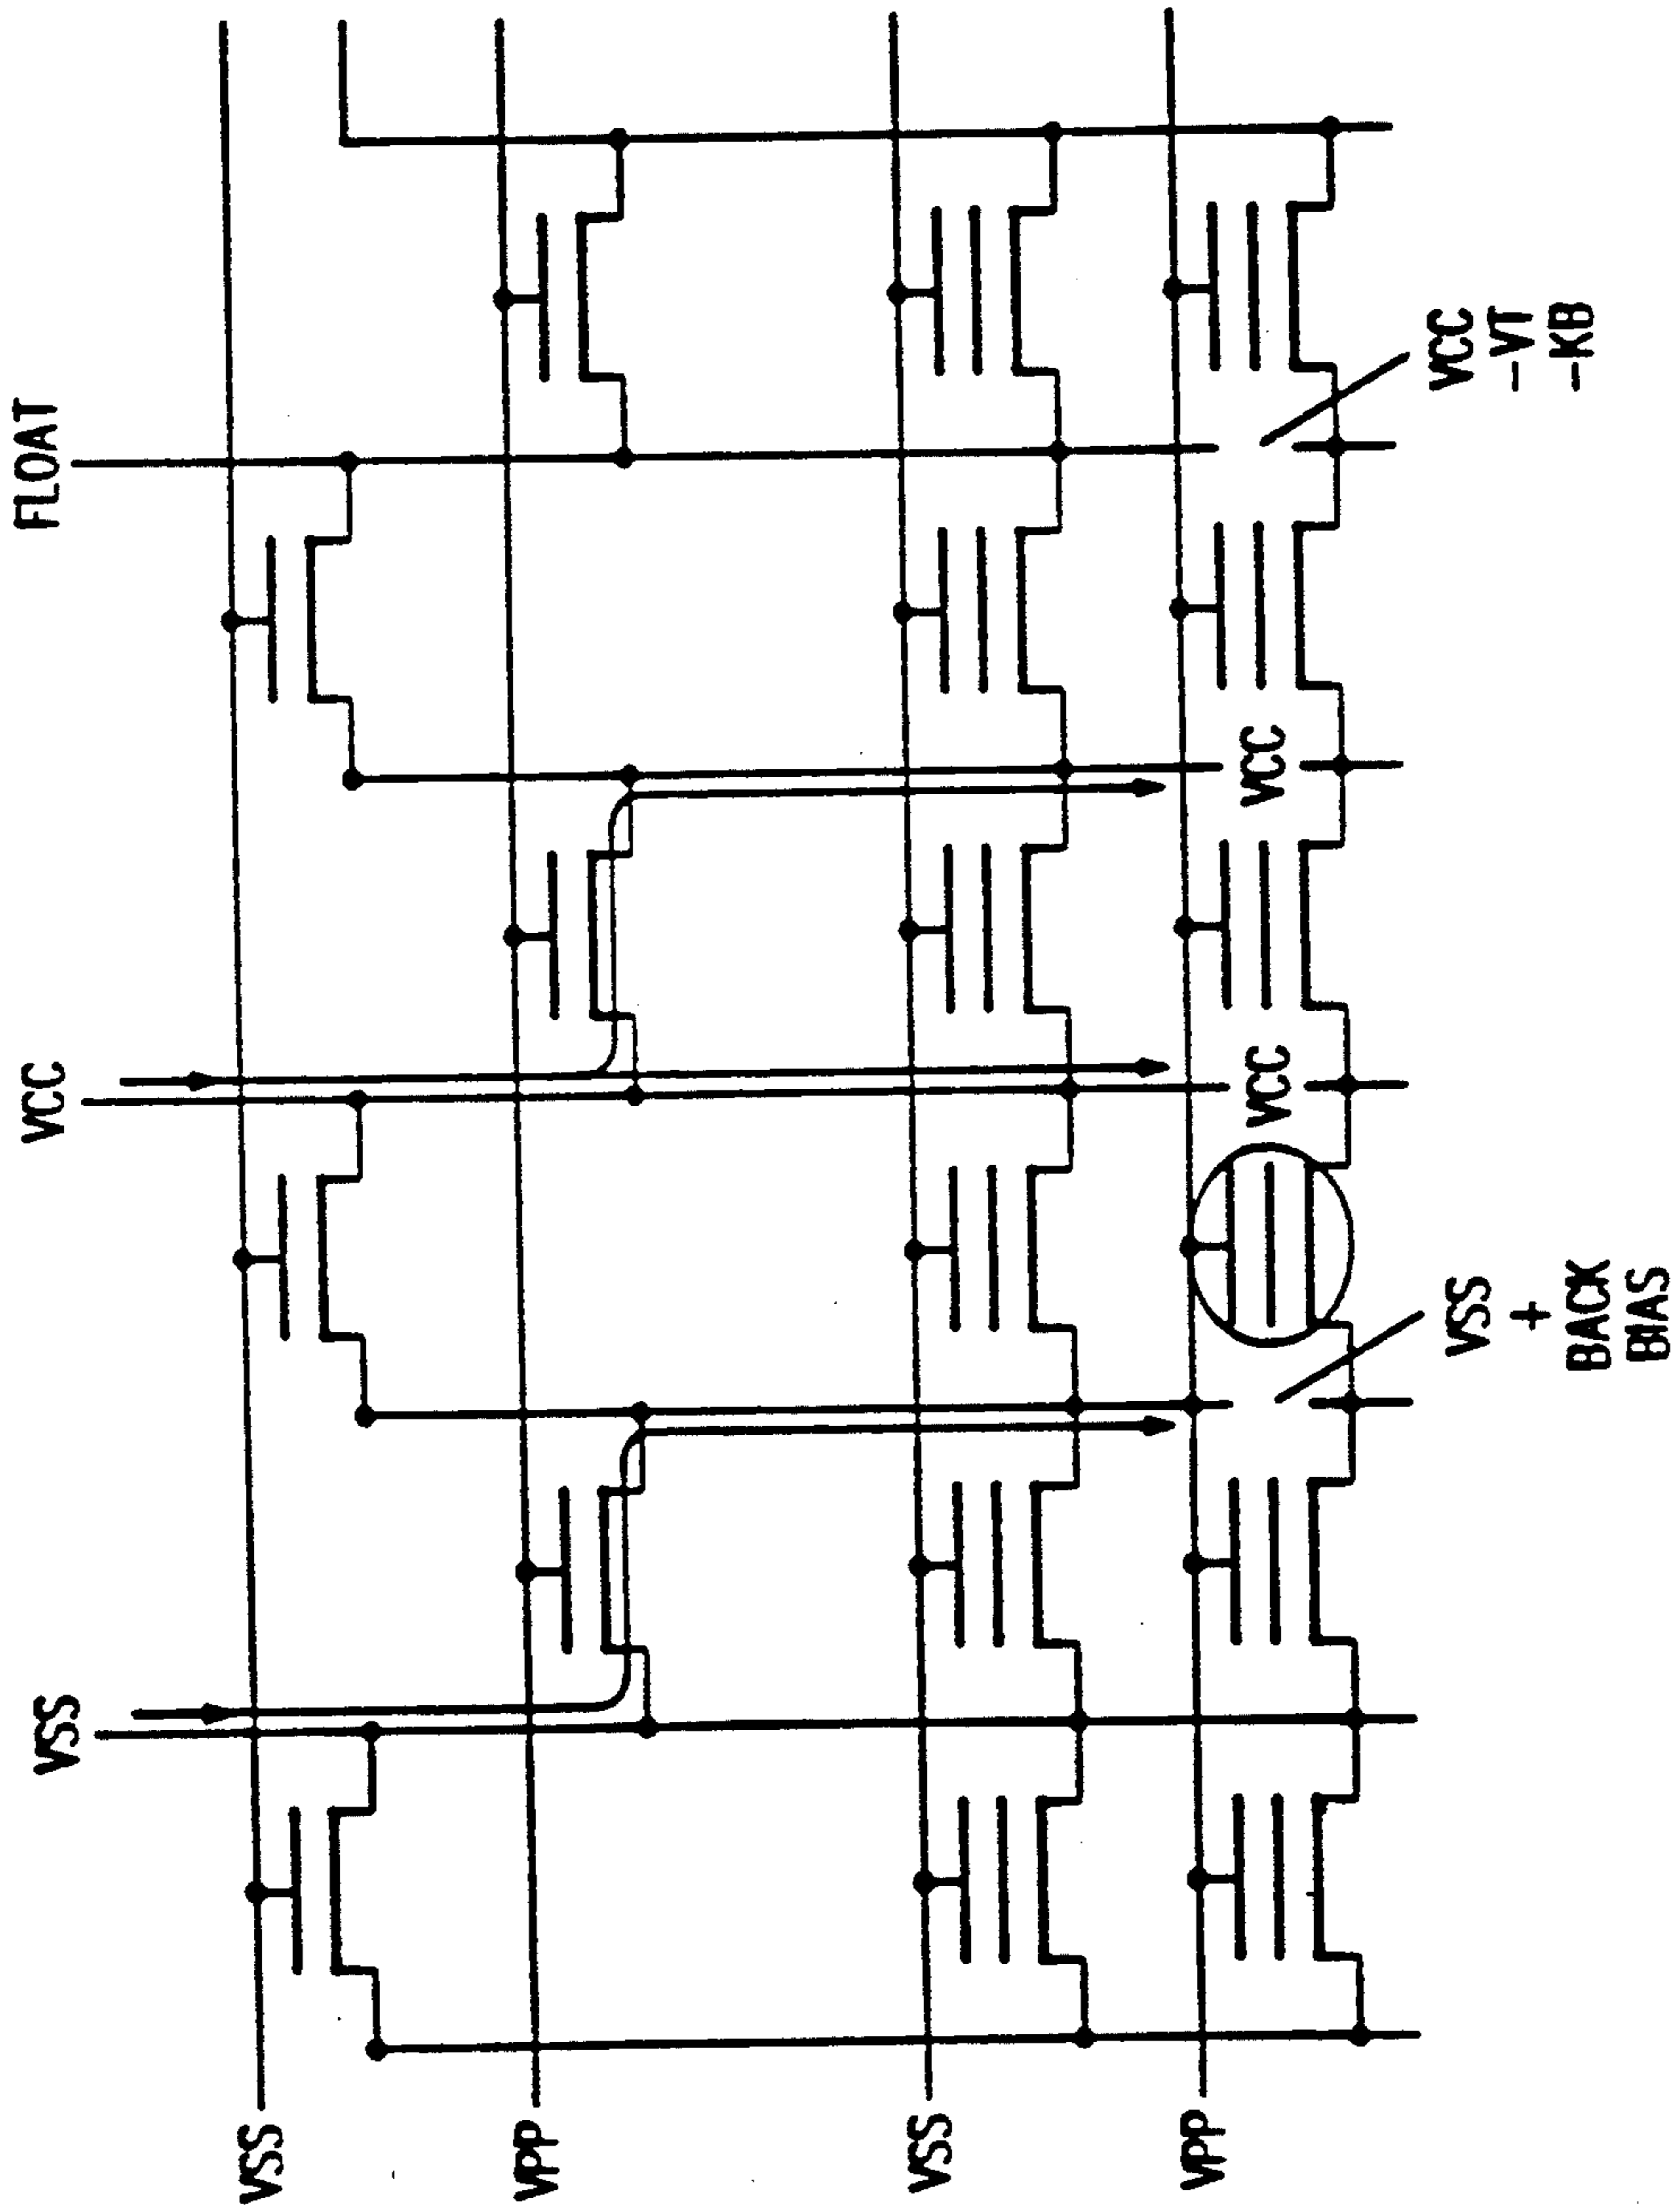 VSS
VCC
FLOAT
VSS
VPP
VSS
VPP
VCC
VCC
VSS
+
BACK
BIAS
VCC
-VT
-KB